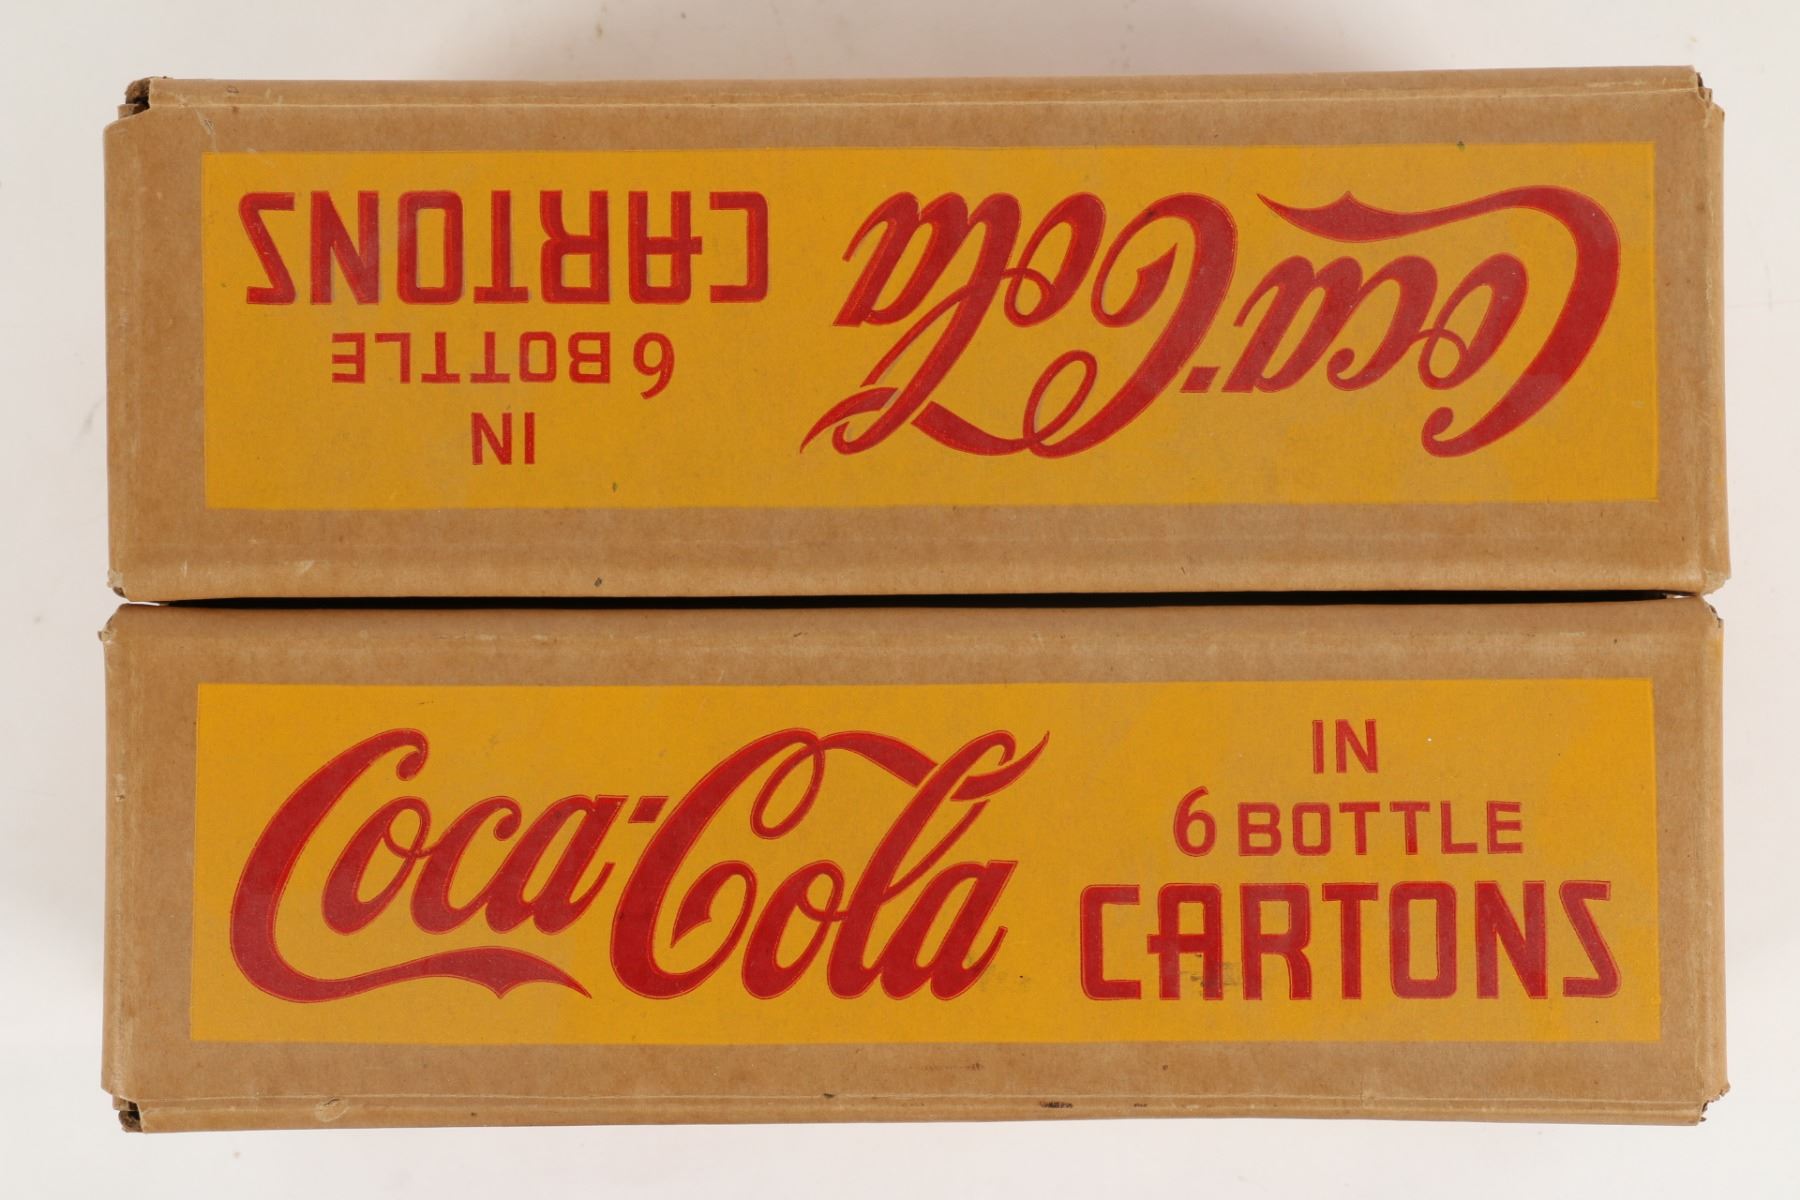 Coca-Cola
IN
6 BOTTLE
CARTONS
Coca-Cola
IN
6 BOTTLE
CARTONS